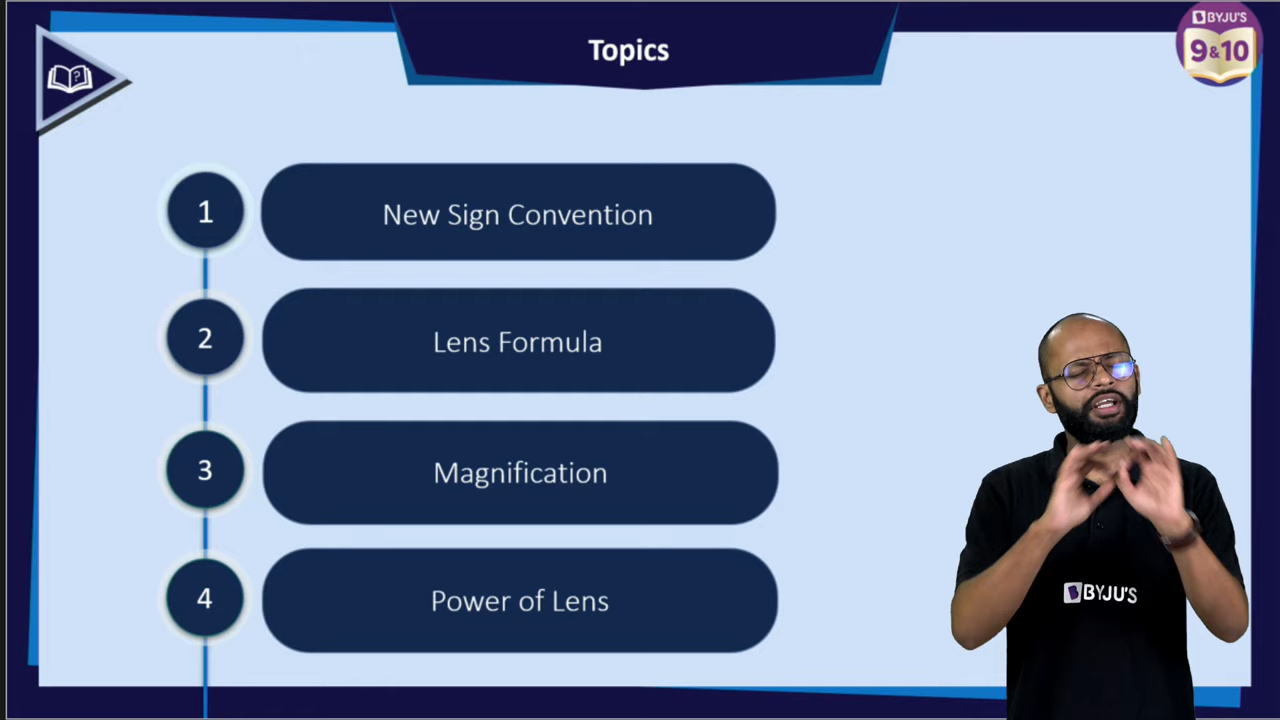 Topics
BYJU'S
9&10
1
New Sign Convention
2
Lens Formula
3
Magnification
4
Power of Lens
BYJU'S
?